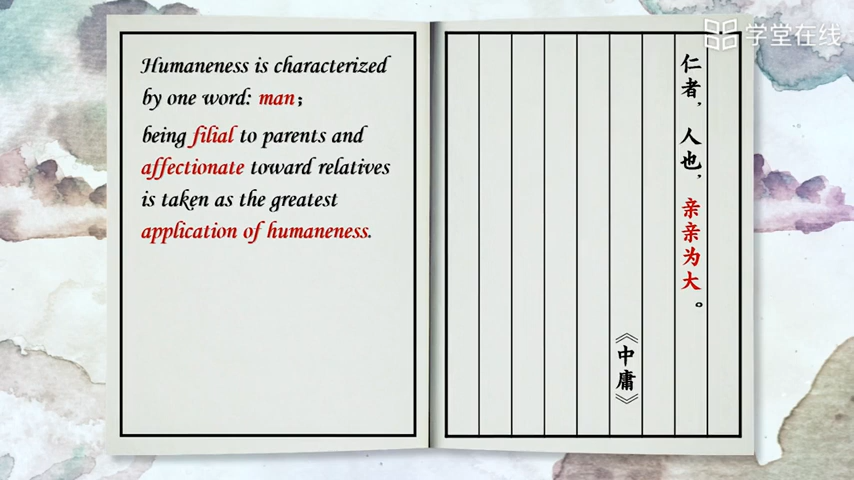 学堂在线
Humaneness is characterized
by one word: man;
being filial to parents and
affectionate toward relatives
is taken as the greatest
application of humaneness.
仁者，人也，亲亲为大。
《中庸》